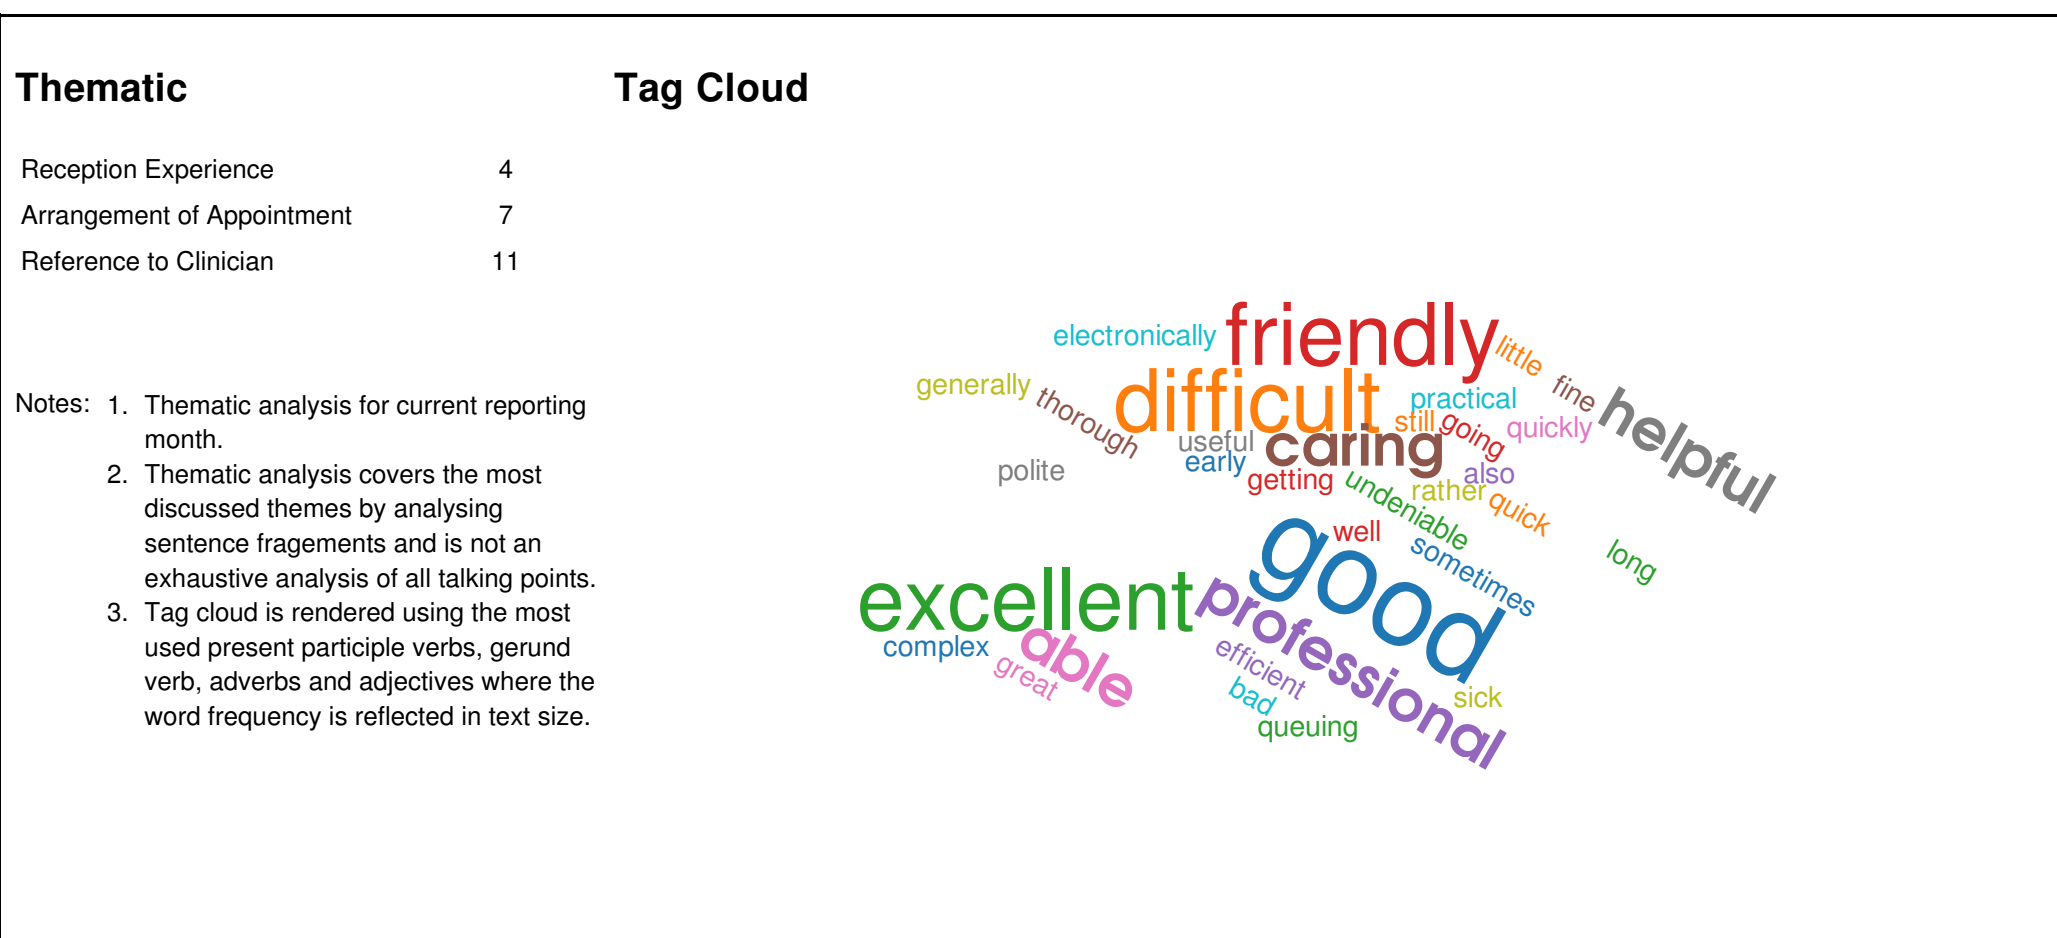 Thematic
Tag Cloud
Reception Experience 4
Arrangement of Appointment 7
Reference to Clinician 11
Notes: 1. Thematic analysis for current reporting
month.
2. Thematic analysis covers the most
discussed themes by analysing
sentence fragements and is not an
exhaustive analysis of all talking points.
3. Tag cloud is rendered using the most
used present participle verbs, gerund
verb, adverbs and adjectives where the
word frequency is reflected in text size.
electronically
friendly
little
generally
thorough
difficult
practical
fine
helpful
still
going
quickly
useful
caring
early
polite
getting
also
undeniable
rather
quick
good
well
sometimes
long
excellent
professional
complex
able
great
efficient
bad
sick
queuing